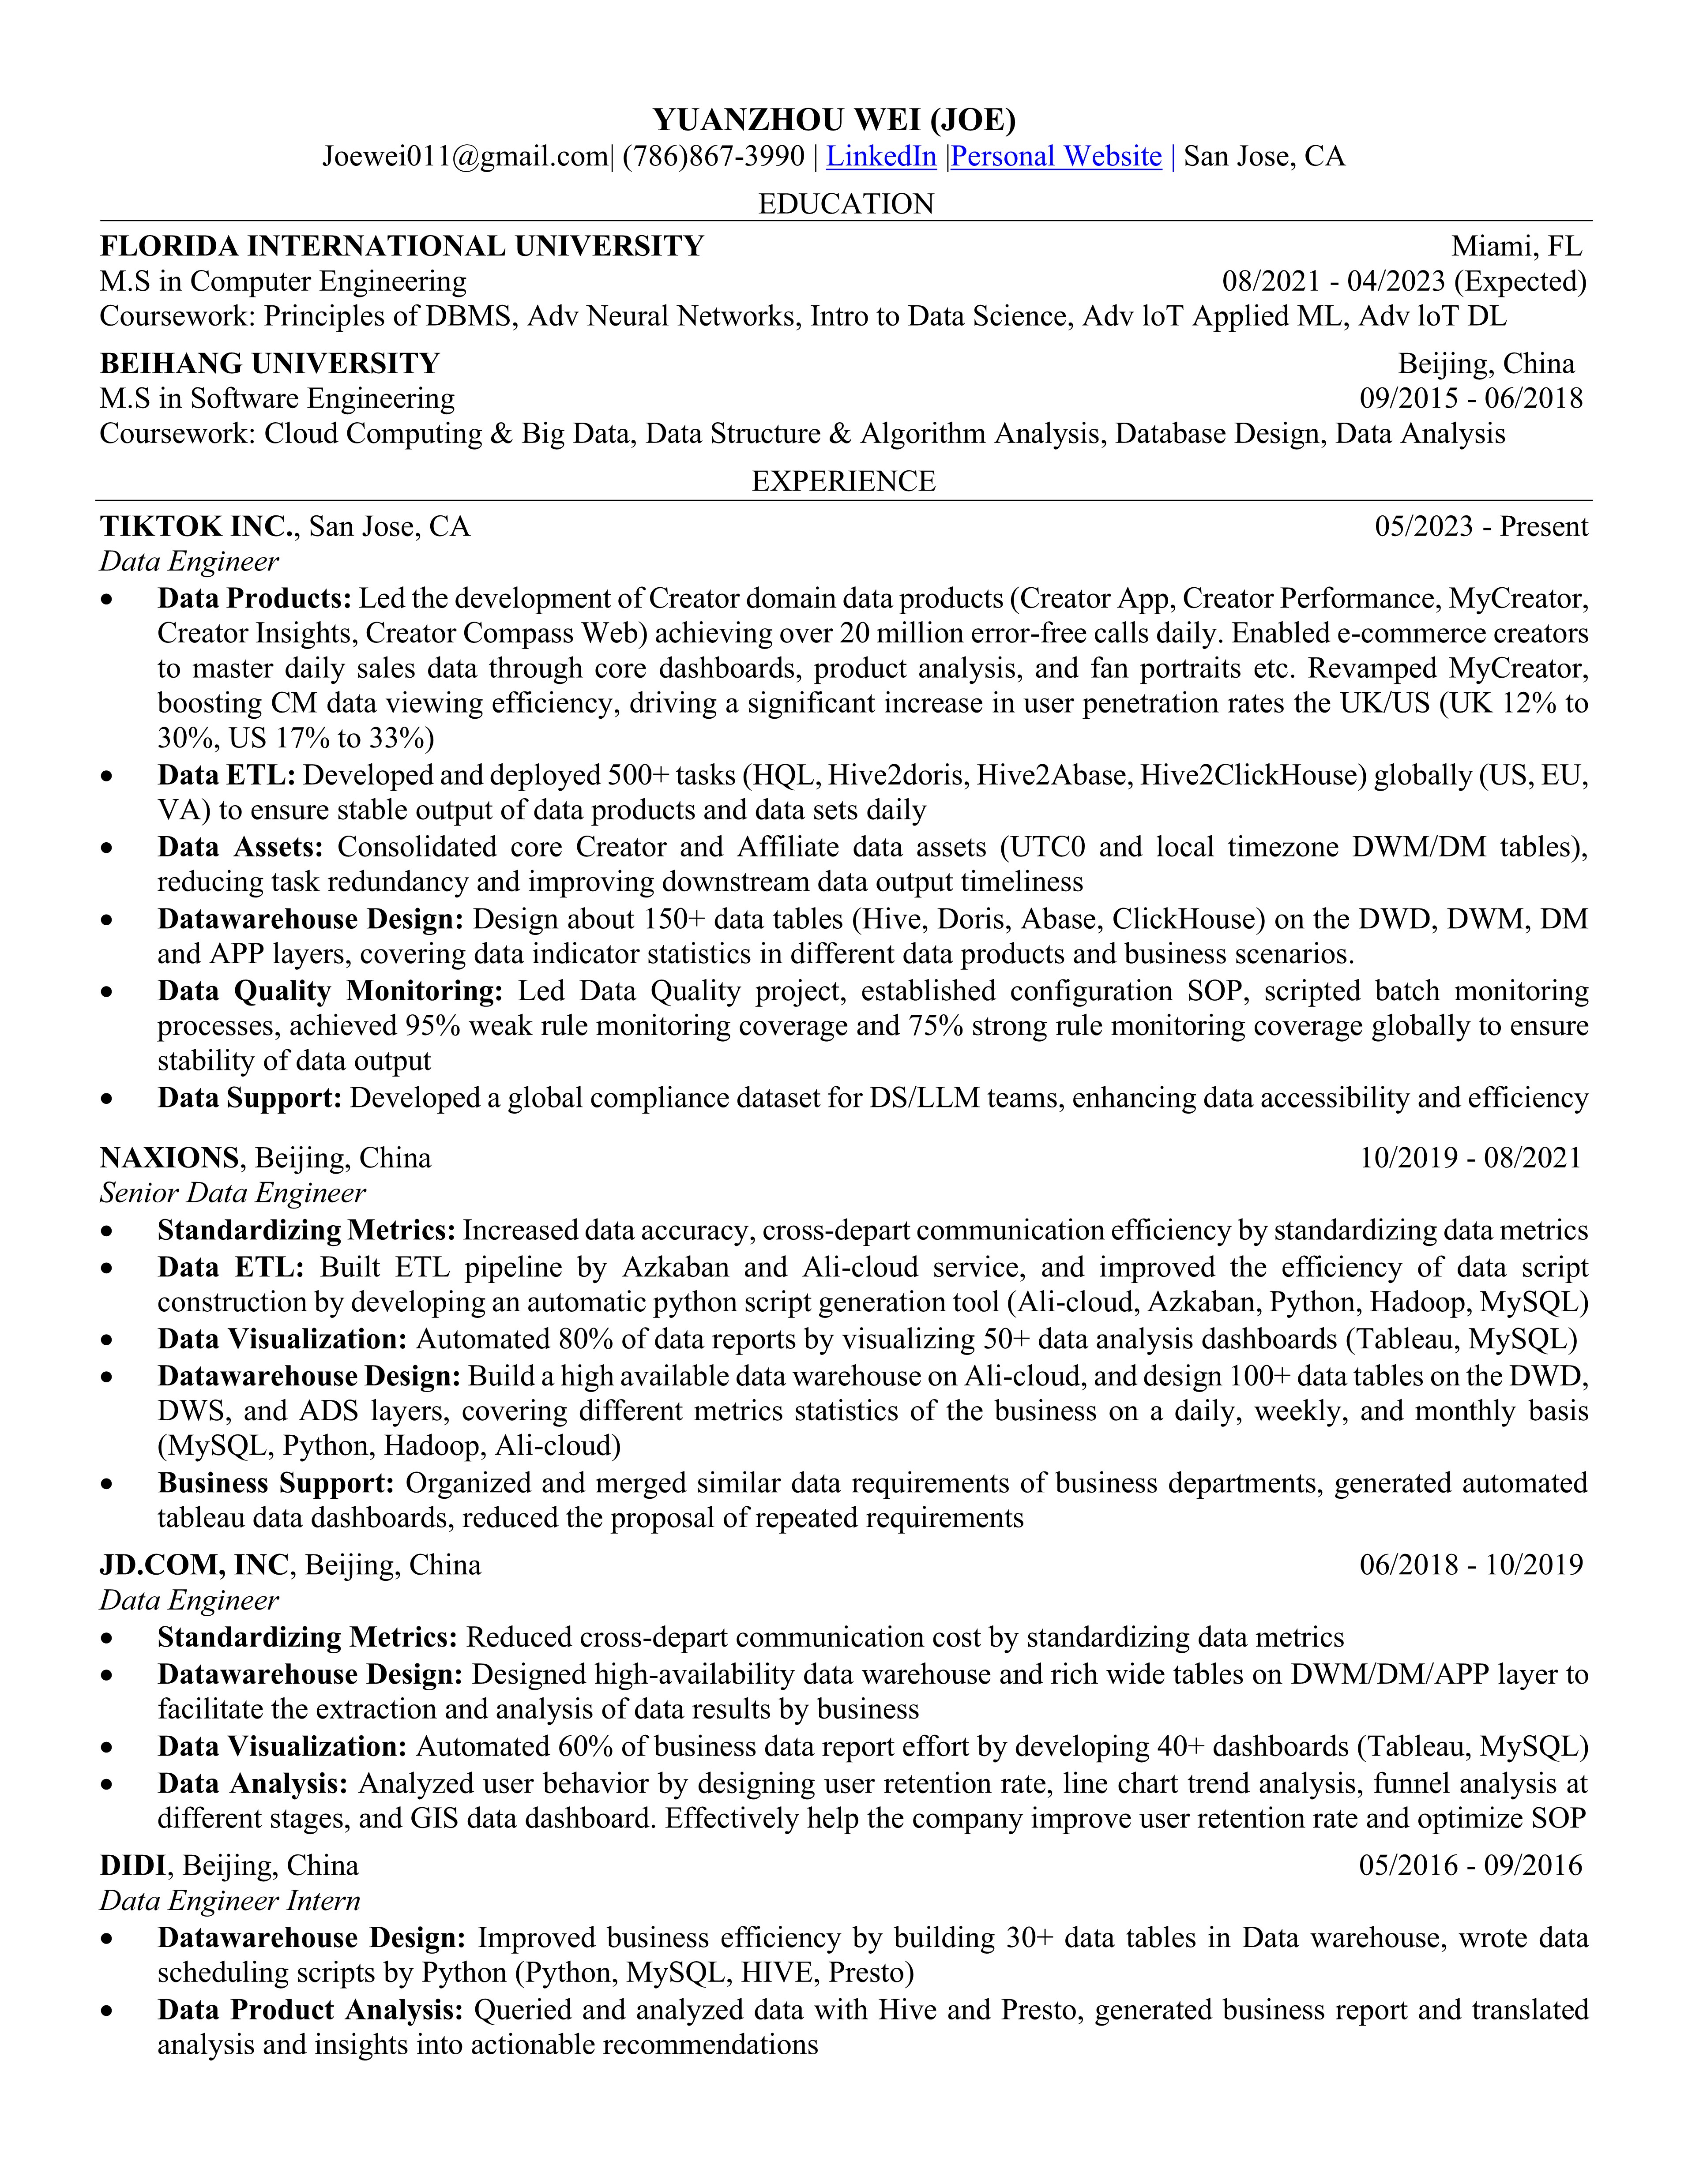 YUANZHOU WEI (JOE)
Joewei011@gmail.com| (786)867-3990 | LinkedIn |Personal Website | San Jose, CA
EDUCATION
FLORIDA INTERNATIONAL UNIVERSITY Miami, FL
M.S in Computer Engineering 08/2021 - 04/2023 (Expected)
Coursework: Principles of DBMS, Adv Neural Networks, Intro to Data Science, Adv loT Applied ML, Adv loT DL
BEIHANG UNIVERSITY Beijing, China
M.S in Software Engineering 09/2015 - 06/2018
Coursework: Cloud Computing & Big Data, Data Structure & Algorithm Analysis, Database Design, Data Analysis
EXPERIENCE
TIKTOK INC., San Jose, CA 05/2023 - Present
Data Engineer
• Data Products: Led the development of Creator domain data products (Creator App, Creator Performance, MyCreator,
Creator Insights, Creator Compass Web) achieving over 20 million error-free calls daily. Enabled e-commerce creators
to master daily sales data through core dashboards, product analysis, and fan portraits etc. Revamped MyCreator,
boosting CM data viewing efficiency, driving a significant increase in user penetration rates the UK/US (UK 12% to
30%, US 17% to 33%)
• Data ETL: Developed and deployed 500+ tasks (HQL, Hive2doris, Hive2Abase, Hive2ClickHouse) globally (US, EU,
VA) to ensure stable output of data products and data sets daily
• Data Assets: Consolidated core Creator and Affiliate data assets (UTC0 and local timezone DWM/DM tables),
reducing task redundancy and improving downstream data output timeliness
• Datawarehouse Design: Design about 150+ data tables (Hive, Doris, Abase, ClickHouse) on the DWD, DWM, DM
and APP layers, covering data indicator statistics in different data products and business scenarios.
• Data Quality Monitoring: Led Data Quality project, established configuration SOP, scripted batch monitoring
processes, achieved 95% weak rule monitoring coverage and 75% strong rule monitoring coverage globally to ensure
stability of data output
• Data Support: Developed a global compliance dataset for DS/LLM teams, enhancing data accessibility and efficiency
NAXIONS, Beijing, China 10/2019 - 08/2021
Senior Data Engineer
• Standardizing Metrics: Increased data accuracy, cross-depart communication efficiency by standardizing data metrics
• Data ETL: Built ETL pipeline by Azkaban and Ali-cloud service, and improved the efficiency of data script
construction by developing an automatic python script generation tool (Ali-cloud, Azkaban, Python, Hadoop, MySQL)
• Data Visualization: Automated 80% of data reports by visualizing 50+ data analysis dashboards (Tableau, MySQL)
• Datawarehouse Design: Build a high available data warehouse on Ali-cloud, and design 100+ data tables on the DWD,
DWS, and ADS layers, covering different metrics statistics of the business on a daily, weekly, and monthly basis
(MySQL, Python, Hadoop, Ali-cloud)
• Business Support: Organized and merged similar data requirements of business departments, generated automated
tableau data dashboards, reduced the proposal of repeated requirements
JD.COM, INC, Beijing, China 06/2018 - 10/2019
Data Engineer
• Standardizing Metrics: Reduced cross-depart communication cost by standardizing data metrics
• Datawarehouse Design: Designed high-availability data warehouse and rich wide tables on DWM/DM/APP layer to
facilitate the extraction and analysis of data results by business
• Data Visualization: Automated 60% of business data report effort by developing 40+ dashboards (Tableau, MySQL)
• Data Analysis: Analyzed user behavior by designing user retention rate, line chart trend analysis, funnel analysis at
different stages, and GIS data dashboard. Effectively help the company improve user retention rate and optimize SOP
DIDI, Beijing, China 05/2016 - 09/2016
Data Engineer Intern
• Datawarehouse Design: Improved business efficiency by building 30+ data tables in Data warehouse, wrote data
scheduling scripts by Python (Python, MySQL, HIVE, Presto)
• Data Product Analysis: Queried and analyzed data with Hive and Presto, generated business report and translated
analysis and insights into actionable recommendations